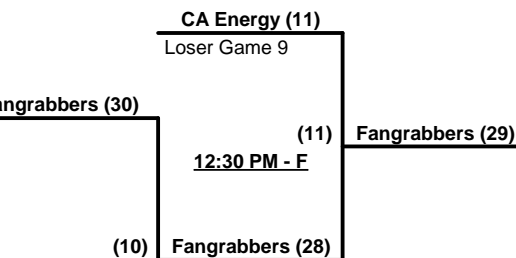 CA Energy (11)
Loser Game 9
angrabbers (30)
(11) Fangrabbers (29)
12:30 PM - F
(10) Fangrabbers (28)